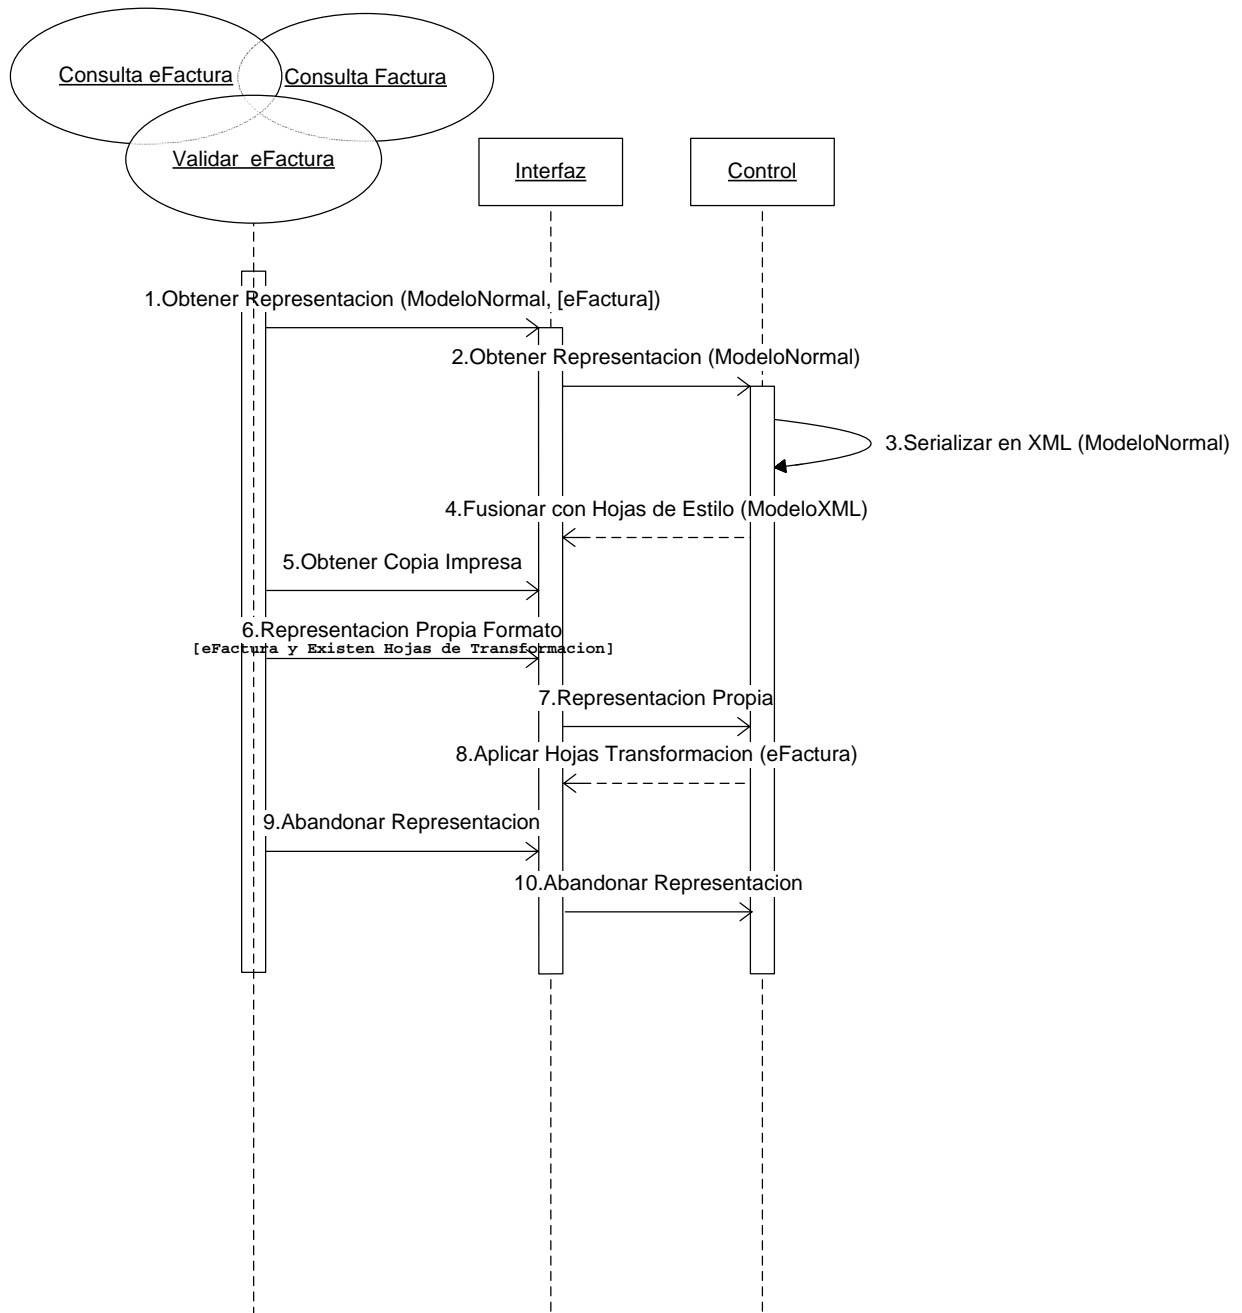 Consulta eFactura
Consulta Factura
Validar eFactura
Interfaz
Control
1.Obtener Representacion (ModeloNormal, [eFactura])
2.Obtener Representacion (ModeloNormal)
3.Serializar en XML (ModeloNormal)
4.Fusionar con Hojas de Estilo (ModeloXML)
5.Obtener Copia Impresa
6.Representacion Propia Formato
[eFactura y Existen Hojas de Transformacion]
7.Representacion Propia
8.Aplicar Hojas Transformacion (eFactura)
9.Abandonar Representacion
10.Abandonar Representacion